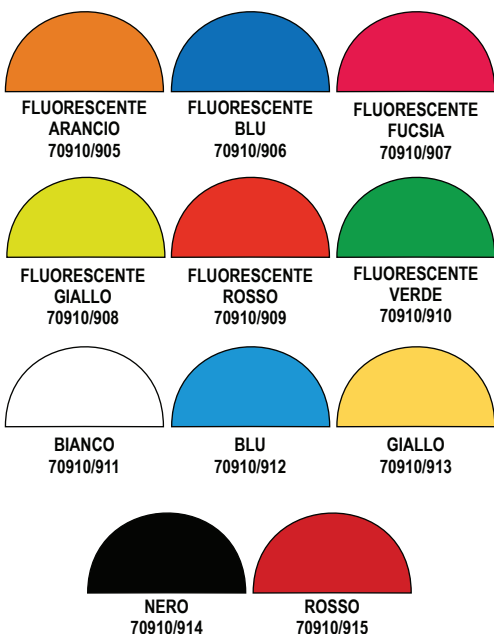 FLUORESCENTE
ARANCIO
70910/905
FLUORESCENTE
BLU
70910/906
FLUORESCENTE
FUCSIA
70910/907
FLUORESCENTE
GIALLO
70910/908
FLUORESCENTE
ROSSO
70910/909
FLUORESCENTE
VERDE
70910/910
BIANCO
70910/911
BLU
70910/912
GIALLO
70910/913
NERO
70910/914
ROSSO
70910/915